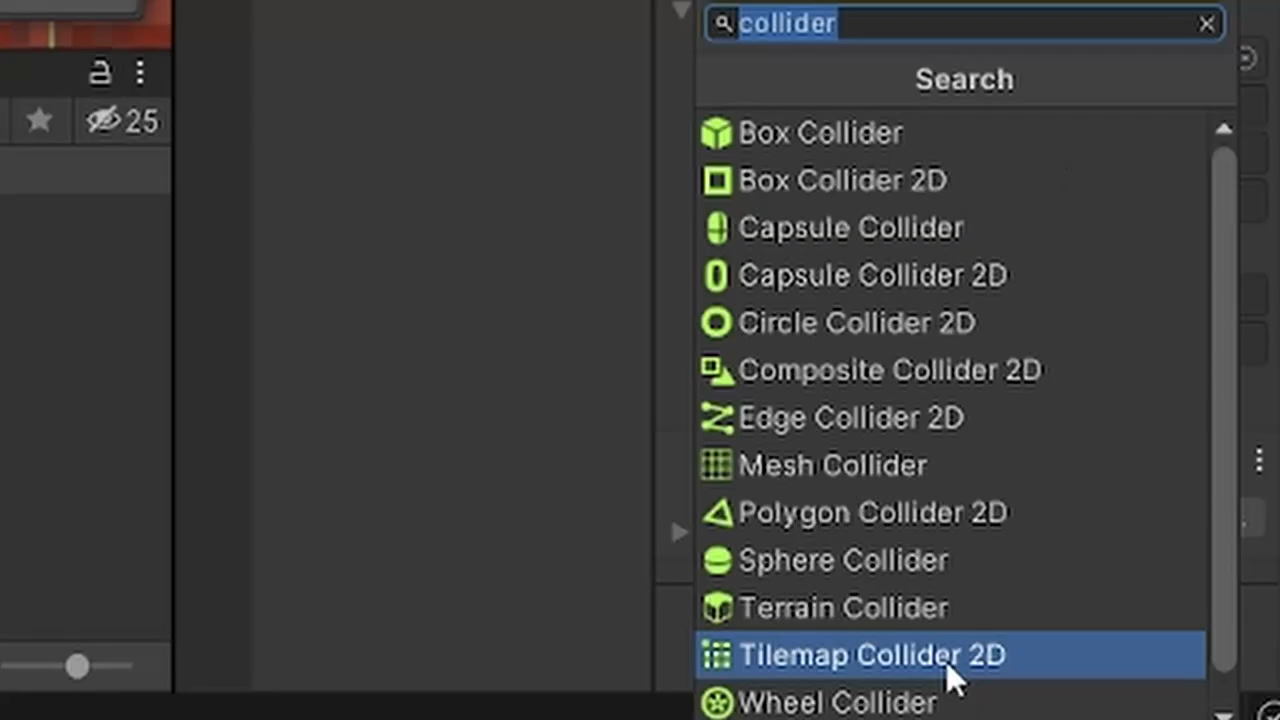 collider
Search
25
Box Collider
Box Collider 2D
Capsule Collider
Capsule Collider 2D
Circle Collider 2D
Composite Collider 2D
Edge Collider 2D
Mesh Collider
Polygon Collider 2D
Sphere Collider
Terrain Collider
Tilemap Collider 2D
Wheel Collider